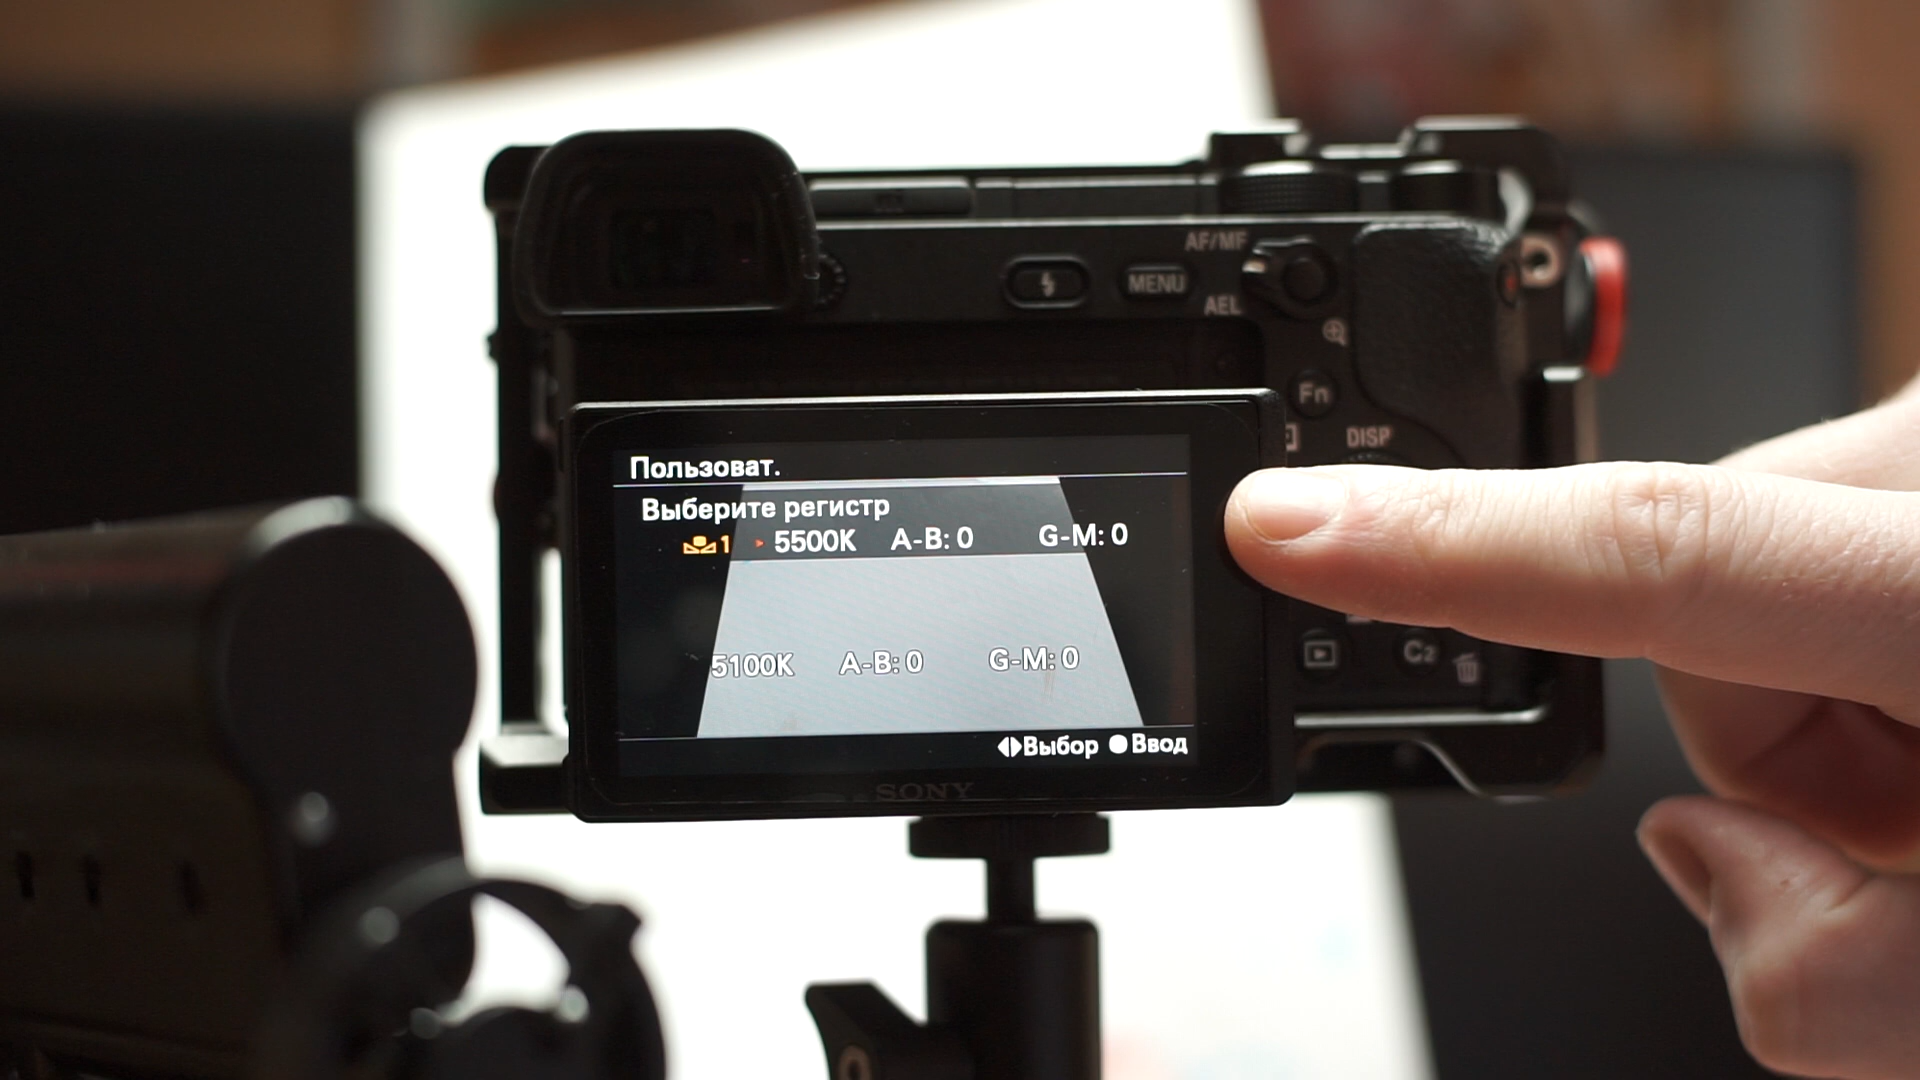 AF/MF
MENU
AEL
Fn
DISP
Пользоват.
Выберите регистр
1 5500K A-B: 0 G-M: 0
5100K A-B: 0 G-M: 0
Выбор Ввод
C2
SONY